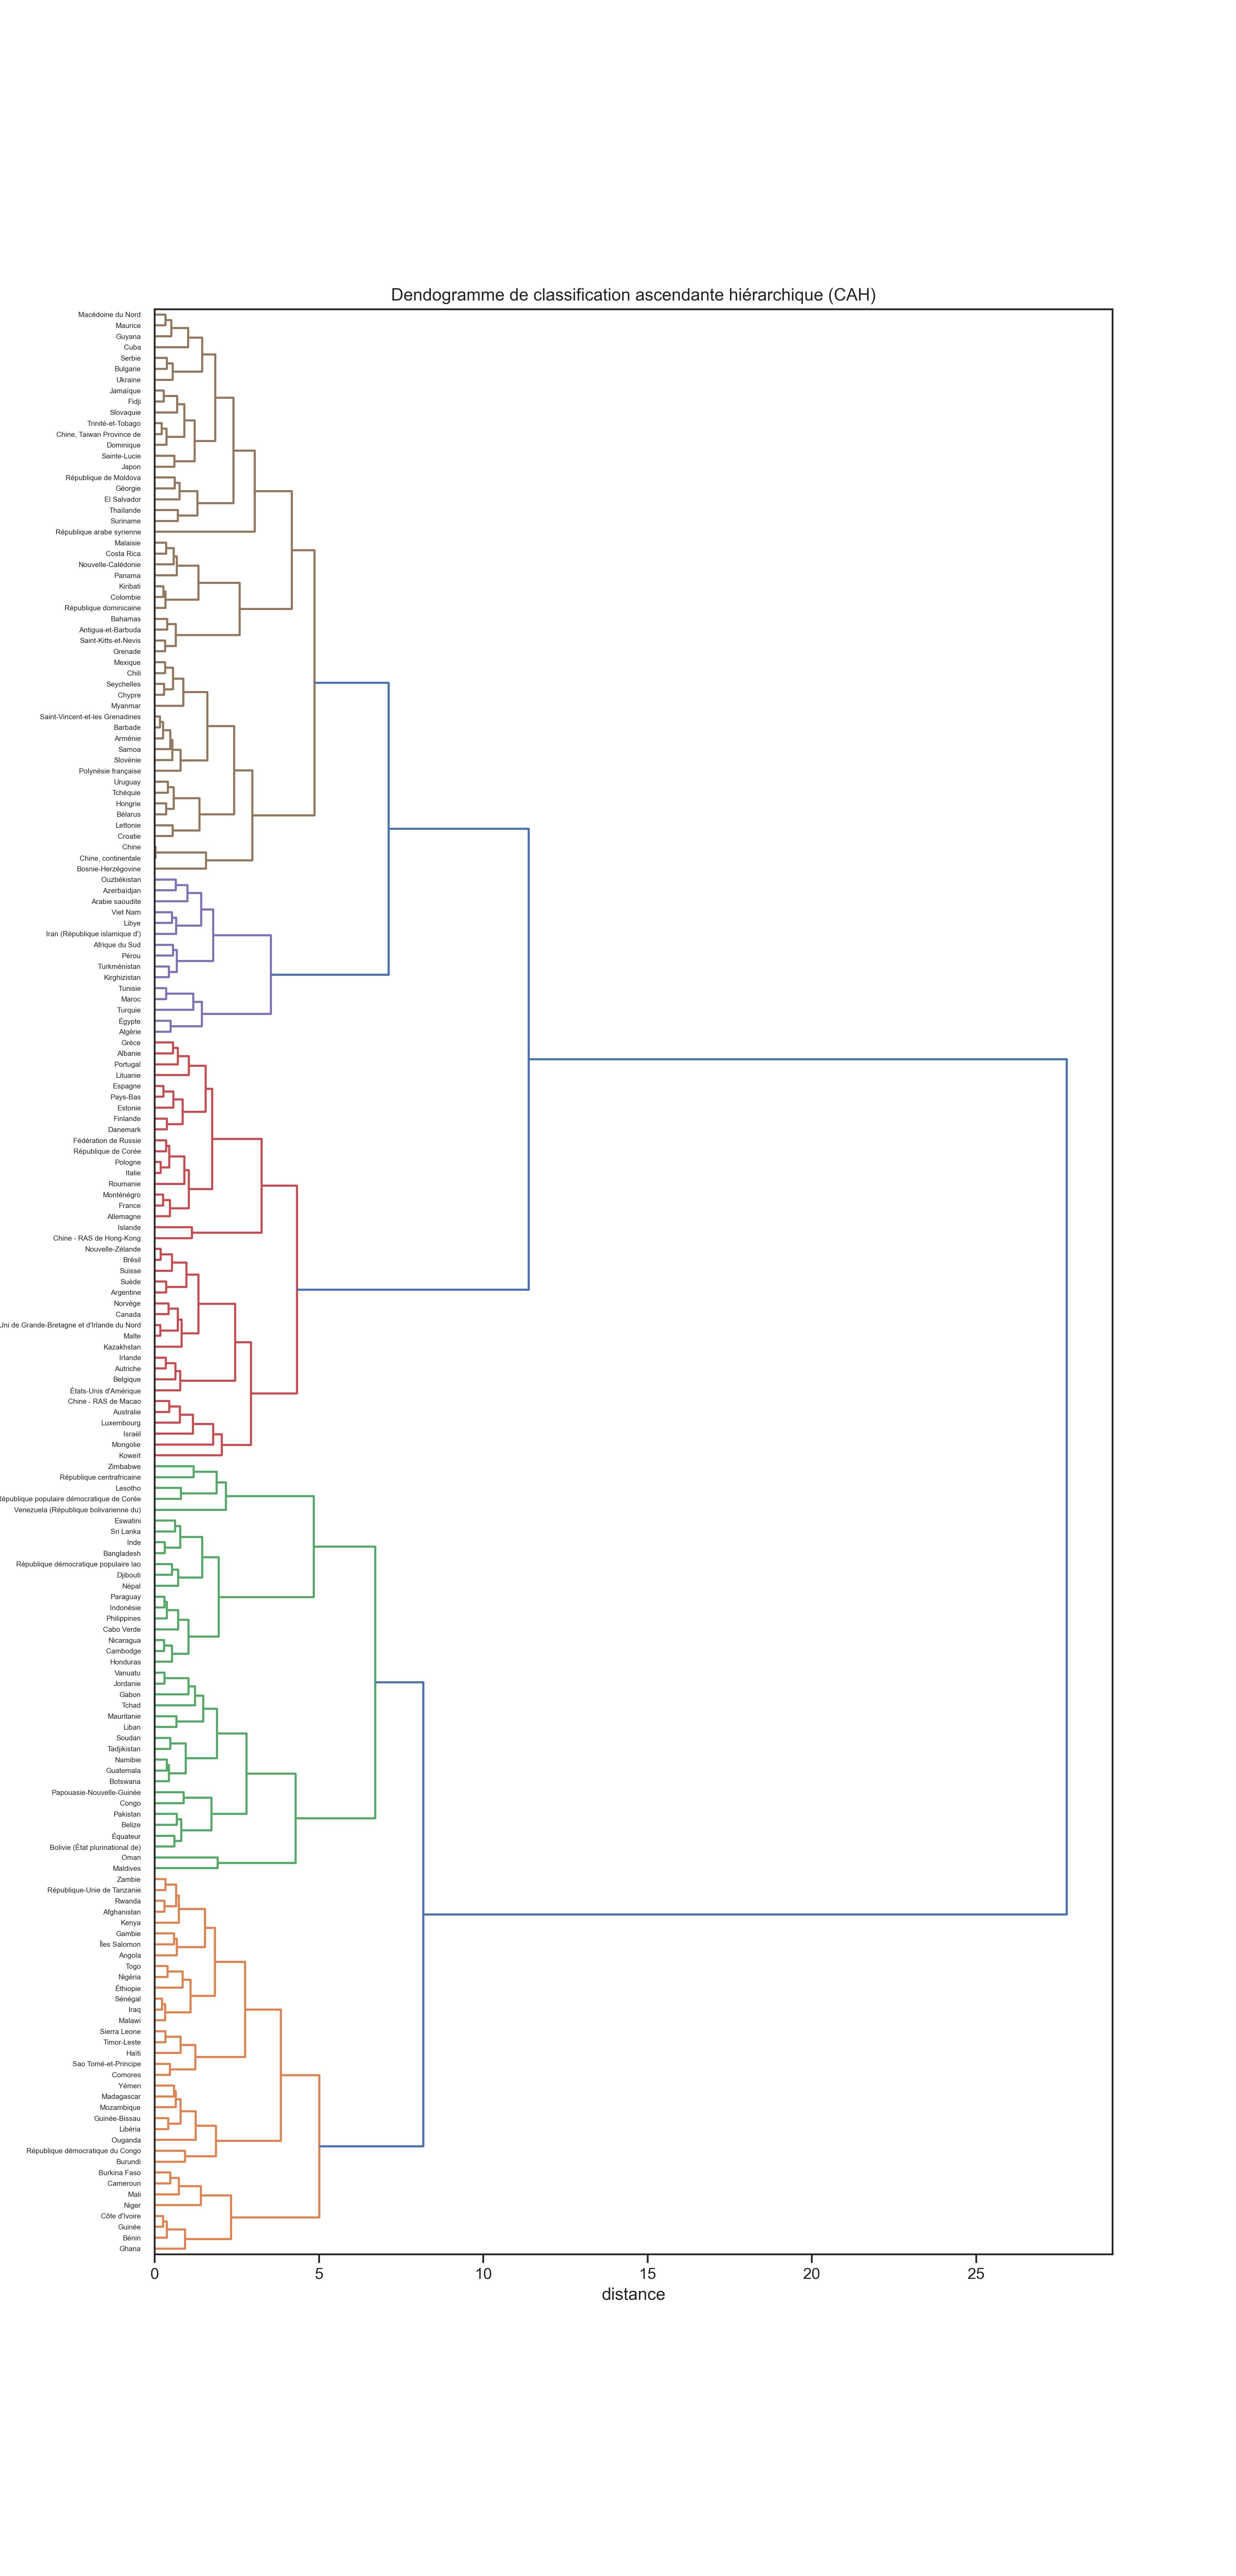 Dendogramme de classification ascendante hiérarchique (CAH)
Macédoine du Nord
Maurice
Guyana
Cuba
Serbie
Bulgarie
Ukraine
Jamaïque
Fidji
Slovaquie
Trinité-et-Tobago
Chine, Taiwan Province de
Dominique
Sainte-Lucie
Japon
République de Moldova
Géorgie
El Salvador
Thaïlande
Suriname
République arabe syrienne
Malaisie
Costa Rica
Nouvelle-Calédonie
Panama
Kiribati
Colombie
République dominicaine
Bahamas
Antigua-et-Barbuda
Saint-Kitts-et-Nevis
Grenade
Mexique
Chili
Seychelles
Chypre
Myanmar
Saint-Vincent-et-les Grenadines
Barbade
Arménie
Samoa
Slovénie
Polynésie française
Uruguay
Tchéquie
Hongrie
Bélarus
Lettonie
Croatie
Chine
Chine, continentale
Bosnie-Herzégovine
Ouzbékistan
Azerbaïdjan
Arabie saoudite
Viet Nam
Libye
Iran (République islamique d')
Afrique du Sud
Pérou
Turkménistan
Kirghizistan
Tunisie
Maroc
Turquie
Égypte
Algérie
Grèce
Albanie
Portugal
Lituanie
Espagne
Pays-Bas
Estonie
Finlande
Danemark
Fédération de Russie
République de Corée
Pologne
Italie
Roumanie
Monténégro
France
Allemagne
Islande
Chine - RAS de Hong-Kong
Nouvelle-Zélande
Brésil
Suisse
Suède
Argentine
Norvège
Canada
Uni de Grande-Bretagne et d'Irlande du Nord
Malte
Kazakhstan
Irlande
Autriche
Belgique
États-Unis d'Amérique
Chine - RAS de Macao
Australie
Luxembourg
Israël
Mongolie
Koweït
Zimbabwe
République centrafricaine
Lesotho
République populaire démocratique de Corée
Venezuela (République bolivarienne du)
Eswatini
Sri Lanka
Inde
Bangladesh
République démocratique populaire lao
Djibouti
Népal
Paraguay
Indonésie
Philippines
Cabo Verde
Nicaragua
Cambodge
Honduras
Vanuatu
Jordanie
Gabon
Tchad
Mauritanie
Liban
Soudan
Tadjikistan
Namibie
Guatemala
Botswana
Papouasie-Nouvelle-Guinée
Congo
Pakistan
Belize
Équateur
Bolivie (État plurinational de)
Oman
Maldives
Zambie
République-Unie de Tanzanie
Rwanda
Afghanistan
Kenya
Gambie
Îles Salomon
Angola
Togo
Nigéria
Éthiopie
Sénégal
Iraq
Malawi
Sierra Leone
Timor-Leste
Haïti
Sao Tomé-et-Principe
Comores
Yémen
Madagascar
Mozambique
Guinée-Bissau
Libéria
Ouganda
République démocratique du Congo
Burundi
Burkina Faso
Cameroun
Mali
Niger
Côte d'Ivoire
Guinée
Bénin
Ghana
0 5 10 15 20 25
distance